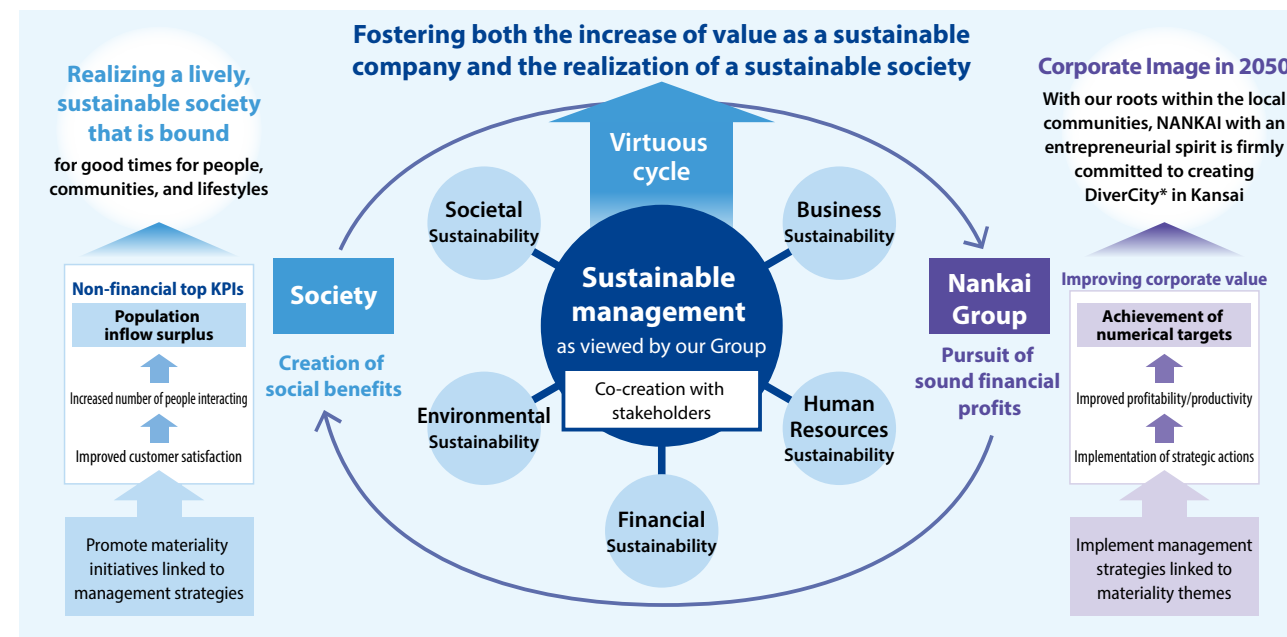 Fostering both the increase of value as a sustainable
company and the realization of a sustainable society
Realizing a lively,
sustainable society
that is bound
for good times for people,
communities, and lifestyles
Non-financial top KPIs
Population
inflow surplus
Increased number of people interacting
Improved customer satisfaction
Promote materiality
initiatives linked to
management strategies
Society
Creation of
social benefits
Virtuous
cycle
Societal
Sustainability
Business
Sustainability
Sustainable
management
as viewed by our Group
Co-creation with
stakeholders
Environmental
Sustainability
Human
Resources
Sustainability
Financial
Sustainability
Nankai
Group
Pursuit of
sound financial
profits
Corporate Image in 2050
With our roots within the local
communities, NANKAI with an
entrepreneurial spirit is firmly
committed to creating
DiverCity* in Kansai
Improving corporate value
Achievement of
numerical targets
Improved profitability/productivity
Implementation of strategic actions
Implement management
strategies linked to
materiality themes